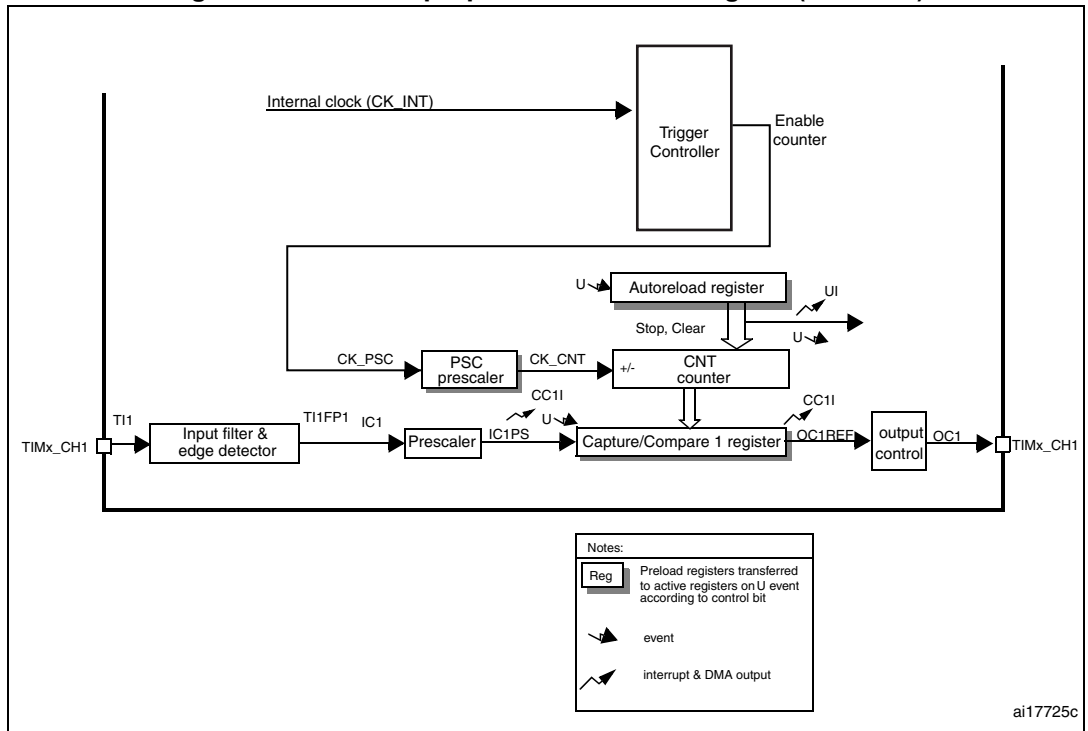 Internal clock (CK_INT)
Trigger
Controller
Enable
counter
U
Autoreload register
UI
Stop, Clear
U
CK_PSC
PSC
prescaler
CK_CNT
+/-
CNT
counter
CC1I
U
CC1I
TIMx_CH1
TI1
Input filter &
edge detector
TI1FP1
IC1
Prescaler
IC1PS
Capture/Compare 1 register
OC1REF
output
control
OC1
TIMx_CH1
Notes:
Reg
Preload registers transferred
to active registers on U event
according to control bit
event
interrupt & DMA output
ai17725c